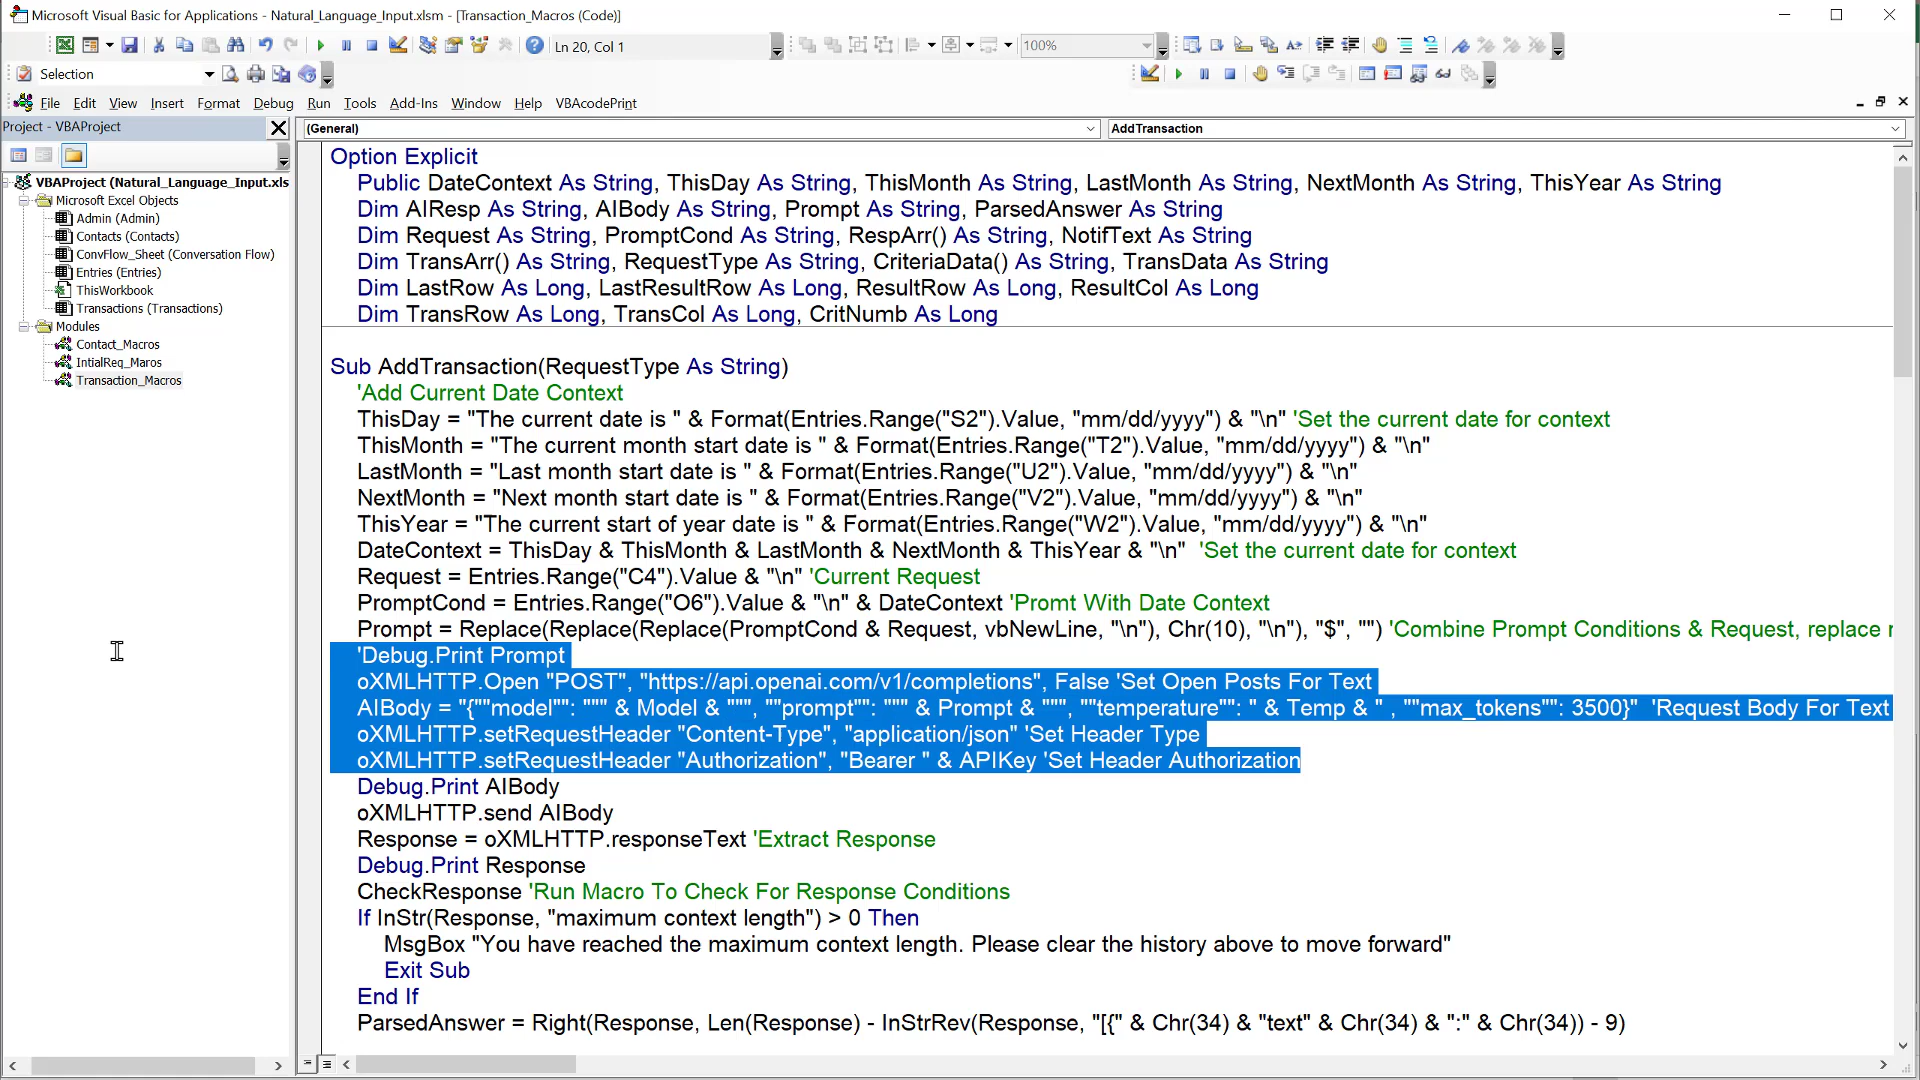 Microsoft Visual Basic for Applications - Natural_Language_Input.xlsm - [Transaction_Macros (Code)]
Ln 20, Col 1
100%
Selection
File Edit View Insert Format Debug Run Tools Add-Ins Window Help VBAcodePrint
Project - VBAProject
(General)
AddTransaction
VBAProject (Natural_Language_Input.xls
Microsoft Excel Objects
Admin (Admin)
Contacts (Contacts)
ConvFlow_Sheet (Conversation Flow)
Entries (Entries)
ThisWorkbook
Transactions (Transactions)
Modules
Contact_Macros
IntialReq_Maros
Transaction_Macros
Option Explicit
Public DateContext As String, ThisDay As String, ThisMonth As String, LastMonth As String, NextMonth As String, ThisYear As String
Dim AIResp As String, AIBody As String, Prompt As String, ParsedAnswer As String
Dim Request As String, PromptCond As String, RespArr() As String, NotifText As String
Dim TransArr() As String, RequestType As String, CriteriaData() As String, TransData As String
Dim LastRow As Long, LastResultRow As Long, ResultRow As Long, ResultCol As Long
Dim TransRow As Long, TransCol As Long, CritNumb As Long
Sub AddTransaction(RequestType As String)
'Add Current Date Context
ThisDay = "The current date is " & Format(Entries.Range("S2").Value, "mm/dd/yyyy") & "\n" 'Set the current date for context
ThisMonth = "The current month start date is " & Format(Entries.Range("T2").Value, "mm/dd/yyyy") & "\n"
LastMonth = "Last month start date is " & Format(Entries.Range("U2").Value, "mm/dd/yyyy") & "\n"
NextMonth = "Next month start date is " & Format(Entries.Range("V2").Value, "mm/dd/yyyy") & "\n"
ThisYear = "The current start of year date is " & Format(Entries.Range("W2").Value, "mm/dd/yyyy") & "\n"
DateContext = ThisDay & ThisMonth & LastMonth & NextMonth & ThisYear & "\n" 'Set the current date for context
Request = Entries.Range("C4").Value & "\n" 'Current Request
PromptCond = Entries.Range("O6").Value & "\n" & DateContext 'Promt With Date Context
Prompt = Replace(Replace(Replace(PromptCond & Request, vbNewLine, "\n"), Chr(10), "\n"), "$", "") 'Combine Prompt Conditions & Request, replace
'Debug.Print Prompt
oXMLHTTP.Open "POST", "https://api.openai.com/v1/completions", False 'Set Open Posts For Text
AIBody = "{""model"": """ & Model & """, ""prompt"": """ & Prompt & """, ""temperature"": " & Temp & " , ""max_tokens"": 3500}" 'Request Body For Text
oXMLHTTP.setRequestHeader "Content-Type", "application/json" 'Set Header Type
oXMLHTTP.setRequestHeader "Authorization", "Bearer " & APIKey 'Set Header Authorization
Debug.Print AIBody
oXMLHTTP.send AIBody
Response = oXMLHTTP.responseText 'Extract Response
Debug.Print Response
CheckResponse 'Run Macro To Check For Response Conditions
If InStr(Response, "maximum context length") > 0 Then
MsgBox "You have reached the maximum context length. Please clear the history above to move forward"
Exit Sub
End If
ParsedAnswer = Right(Response, Len(Response) - InStrRev(Response, "[{" & Chr(34) & "text" & Chr(34) & ":" & Chr(34)) - 9)